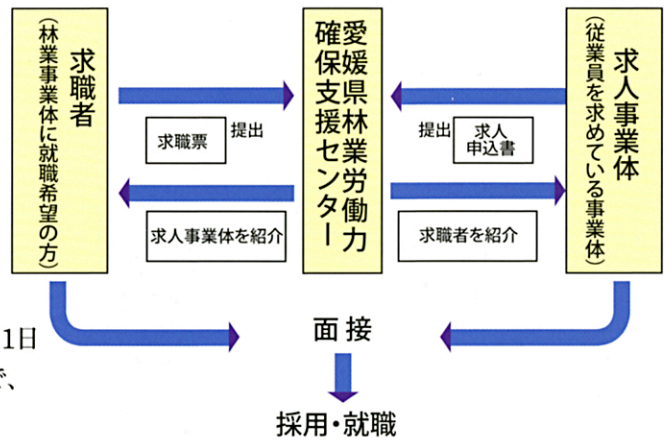 求職者
（林業事業体に就職希望の方）
愛媛県林業労働力
確保支援センター
求人事業体
（従業員を求めている事業体）
求職票
提出
提出
求人
申込書
求人事業体を紹介
求職者を紹介
1日
で、
面接
採用・就職